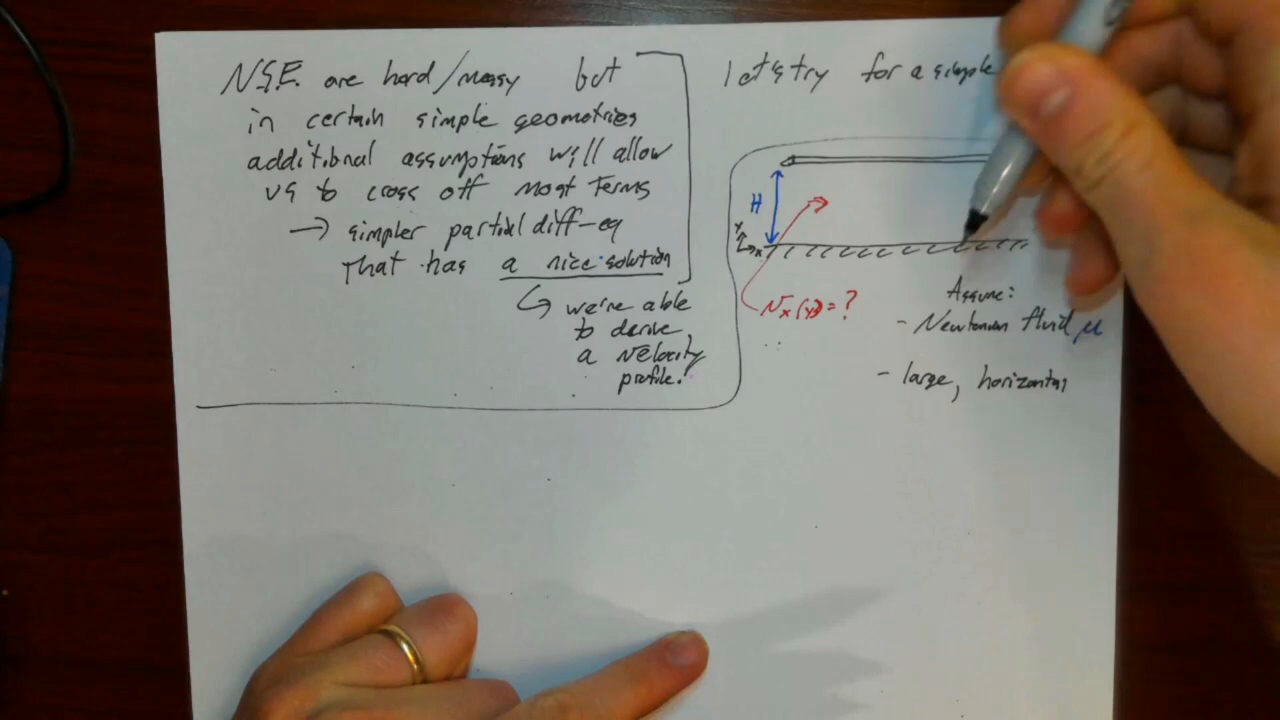 N.S.E. are hard/messy but
in certain simple geometries
additional assumptions will allow
us to cross off most terms
→ simpler partial diff-eq
that has a nice solution
↳ we're able
to derive
a velocity
profile!
let's try for a simple
H
y
x
Vx(y)=?
Assume:
- Newtonian fluid μ
- large, horizontal